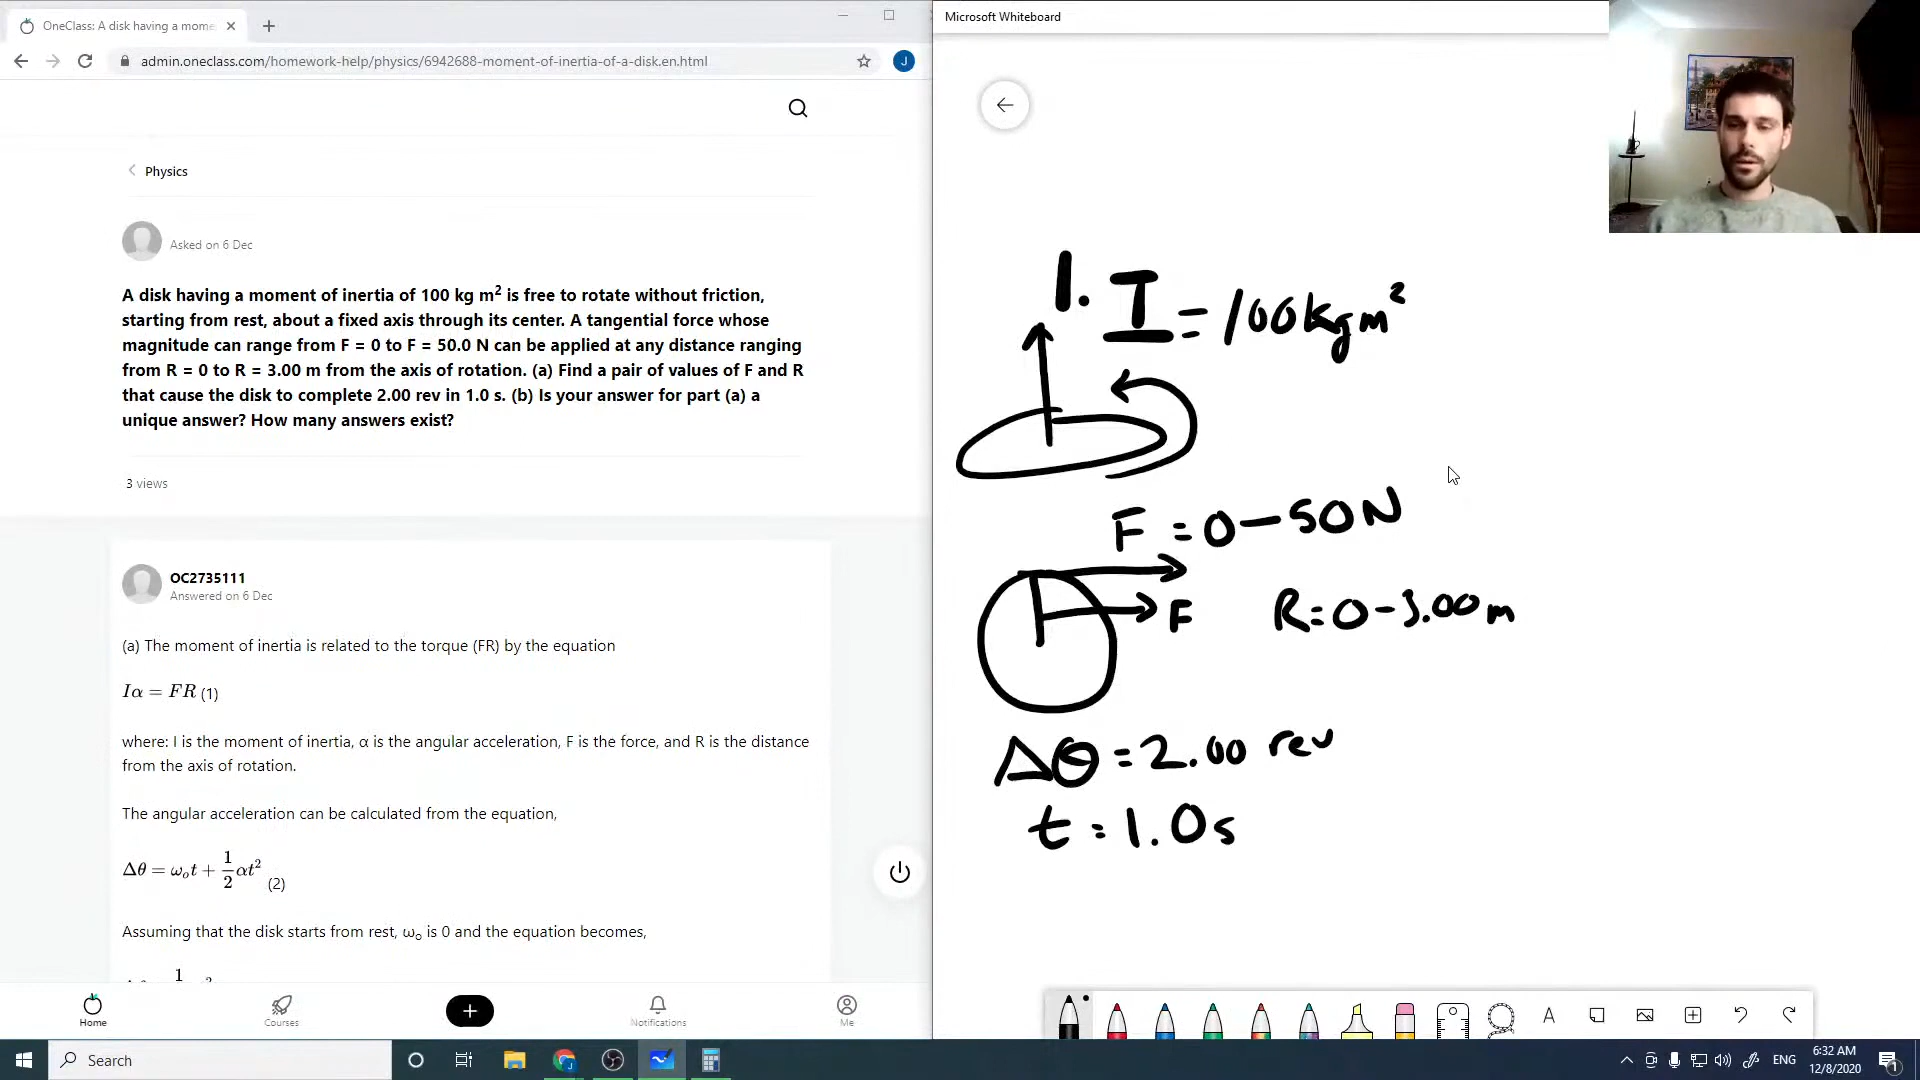 OneClass: A disk having a mome
admin.oneclass.com/homework-help/physics/6942688-moment-of-inertia-of-a-disk.en.html
J
Physics
Asked on 6 Dec
A disk having a moment of inertia of 100 kg m² is free to rotate without friction,
starting from rest, about a fixed axis through its center. A tangential force whose
magnitude can range from F = 0 to F = 50.0 N can be applied at any distance ranging
from R = 0 to R = 3.00 m from the axis of rotation. (a) Find a pair of values of F and R
that cause the disk to complete 2.00 rev in 1.0 s. (b) Is your answer for part (a) a
unique answer? How many answers exist?
3 views
OC2735111
Answered on 6 Dec
(a) The moment of inertia is related to the torque (FR) by the equation
Iα = FR (1)
where: I is the moment of inertia, α is the angular acceleration, F is the force, and R is the distance
from the axis of rotation.
The angular acceleration can be calculated from the equation,
Δθ = ωₒt + 1/2 αt² (2)
Assuming that the disk starts from rest, ωₒ is 0 and the equation becomes,
Home
Courses
Notifications
Me
Microsoft Whiteboard
1. I = 100kgm²
F = 0-50N
F
R=0-3.00m
Δθ=2.00 rev
t=1.0s
A
Search
ENG
6:32 AM
12/8/2020
1